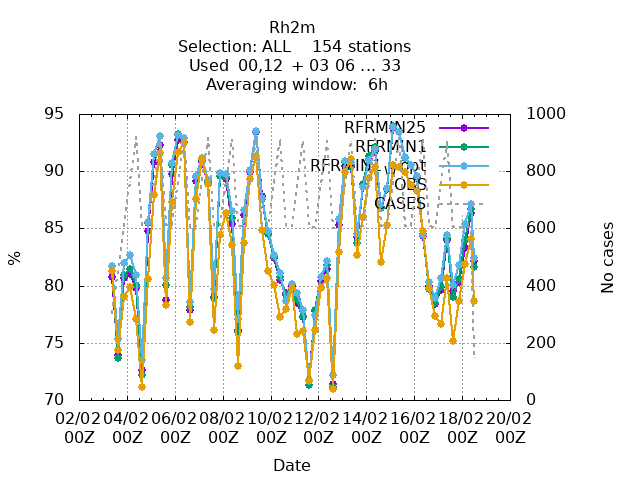 Rh2m
Selection: ALL 154 stations
Used 00,12 + 03 06 ... 33
Averaging window: 6h
95 1000
RFRMIN25
RFRMIN1
90 800
OBS
CASES
85 600
%
No cases
80 400
75 200
70 0
02/02 04/02 06/02 08/02 10/02 12/02 14/02 16/02 18/02 20/02
00Z 00Z 00Z 00Z 00Z 00Z 00Z 00Z 00Z 00Z
Date